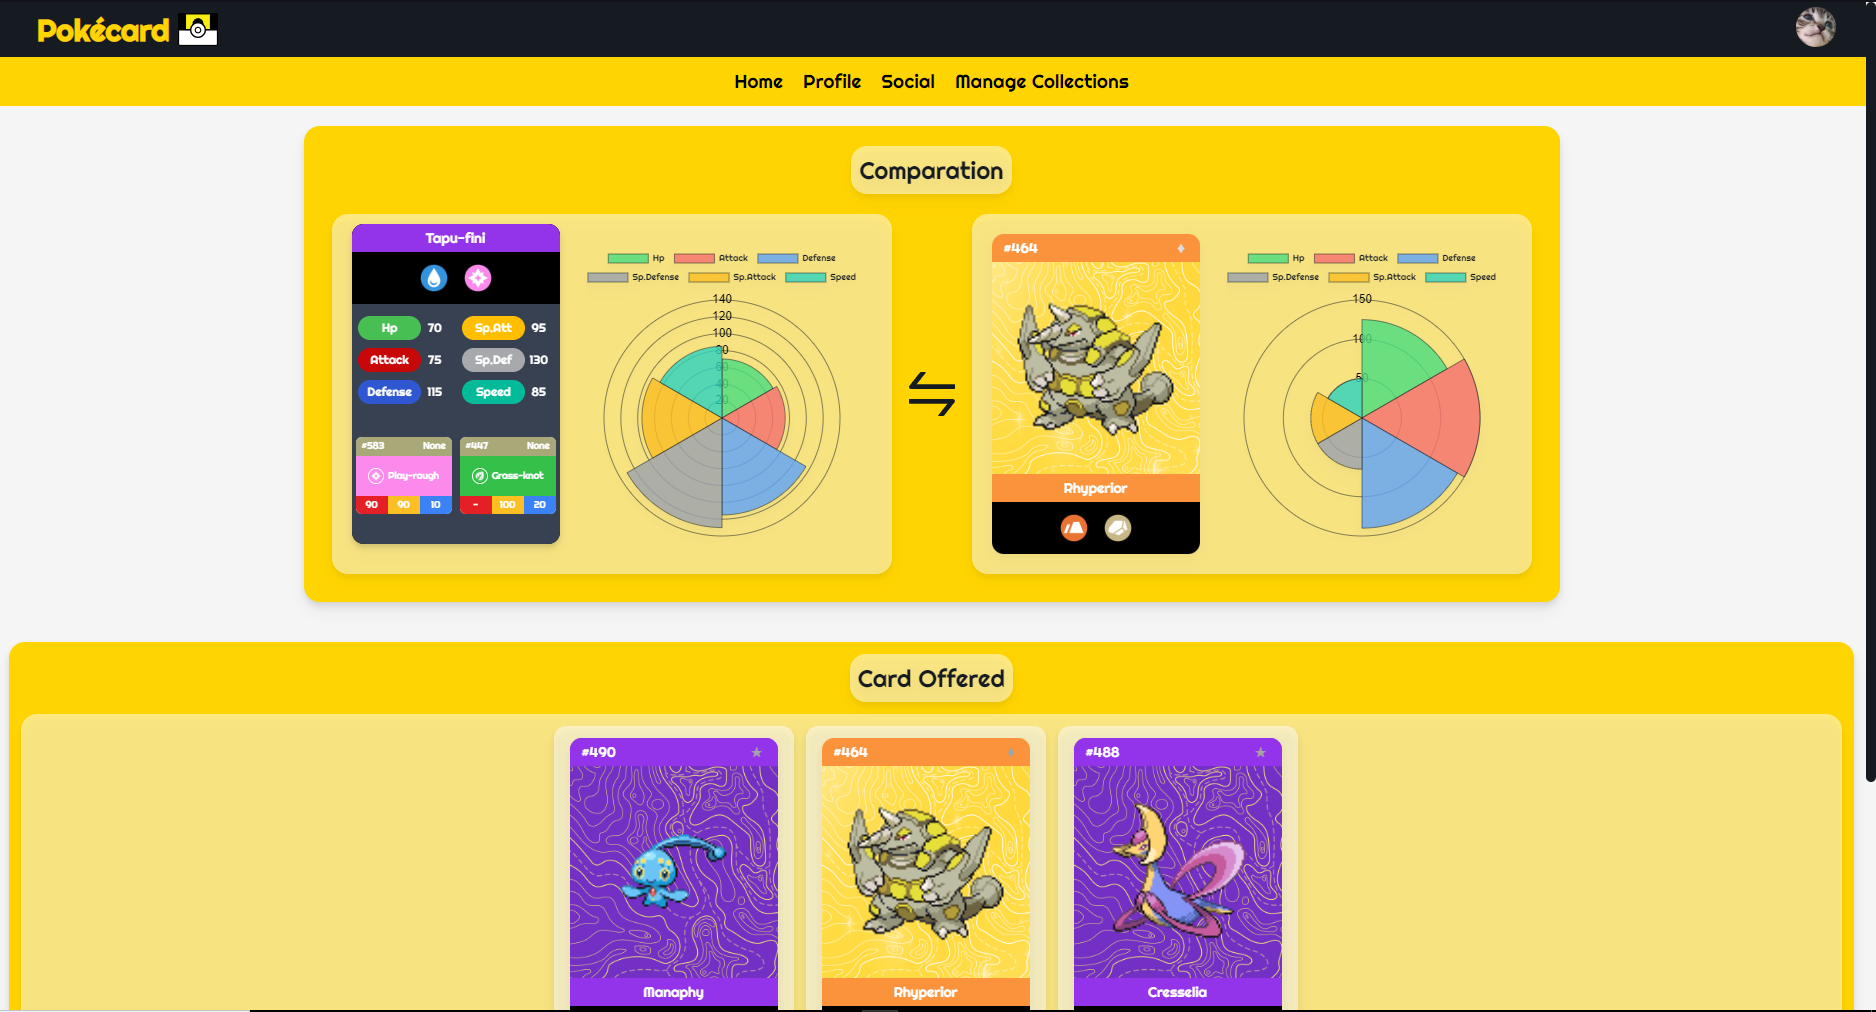 Pokécard
Home Profile Social Manage Collections
Comparation
Tapu-fini
Hp 70 Sp.Att 95
Attack 75 Sp.Def 130
Defense 115 Speed 85
#583 None
Play-rough
90 90 10
#447 None
Grass-knot
- 100 20
Hp Attack Defense
Sp.Defense Sp.Attack Speed
140
120
100
80
60
40
20
#464
Rhyperior
Hp Attack Defense
Sp.Defense Sp.Attack Speed
150
100
50
Card Offered
#490
Manaphy
#464
Rhyperior
#488
Cresselia